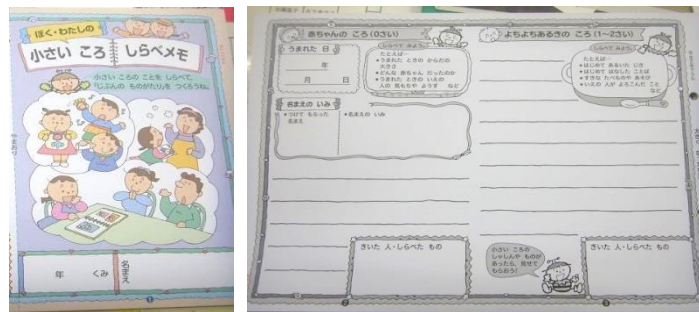 ぼく・わたしの
小さい ころ しらべメモ
小さい ころの ことを しらべて、
「じぶんの ものがたり」を つくろうね。
年 くみ
名まえ
1
赤ちゃんの ころ(0さい)
うまれた 日
年
月 日
しらべて みよう。
たとえば…
●うまれた ときの からだの
大きさ
●どんな 赤ちゃん だったのか
●うまれた ときの いえの
人の 気もちや ようす など
名まえの いみ
●つけて もらった
名まえ
●名まえの いみ
きいた 人・しらべた もの
2
よちよちあるきの ころ(1~2さい)
しらべて みよう。
たとえば…
●はじめて あるいた じき
●はじめて はなした ことば
●すきな たべものや あそび
●いえの 人が よろこんだ こと
など
小さい ころの
しゃしんや ものが
あったら、見せて
もらおう!
きいた 人・しらべた もの
3